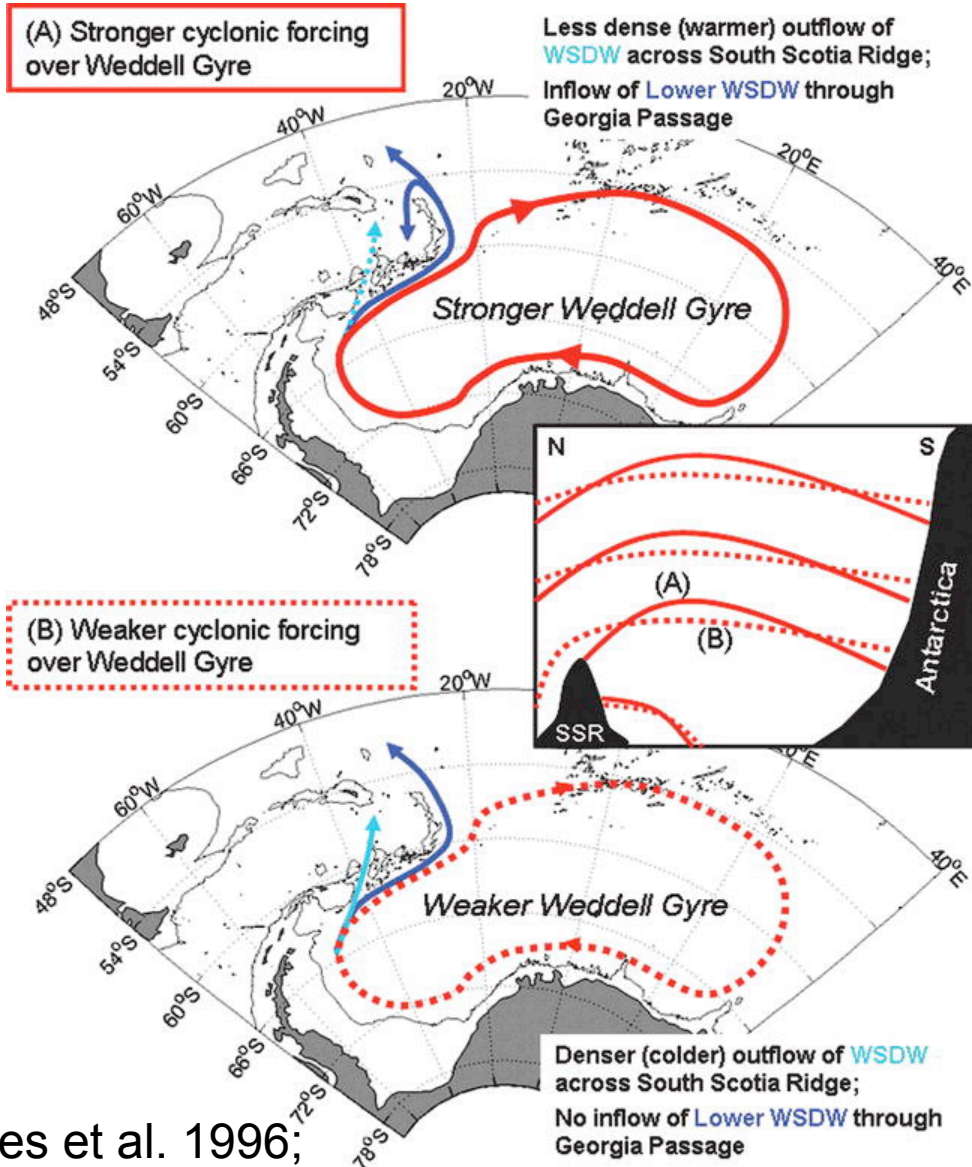 (A) Stronger cyclonic forcing
over Weddell Gyre
Less dense (warmer) outflow of
WSDW across South Scotia Ridge;
Inflow of Lower WSDW through
Georgia Passage
60°W
40°W
20°W
20°E
40°E
48°S
54°S
60°S
66°S
72°S
78°S
Stronger Weddell Gyre
N
S
(A)
(B)
SSR
Antarctica
(B) Weaker cyclonic forcing
over Weddell Gyre
60°W
40°W
20°W
20°E
40°E
48°S
54°S
60°S
66°S
72°S
78°S
Weaker Weddell Gyre
Denser (colder) outflow of WSDW
across South Scotia Ridge;
No inflow of Lower WSDW through
Georgia Passage
es et al. 1996;